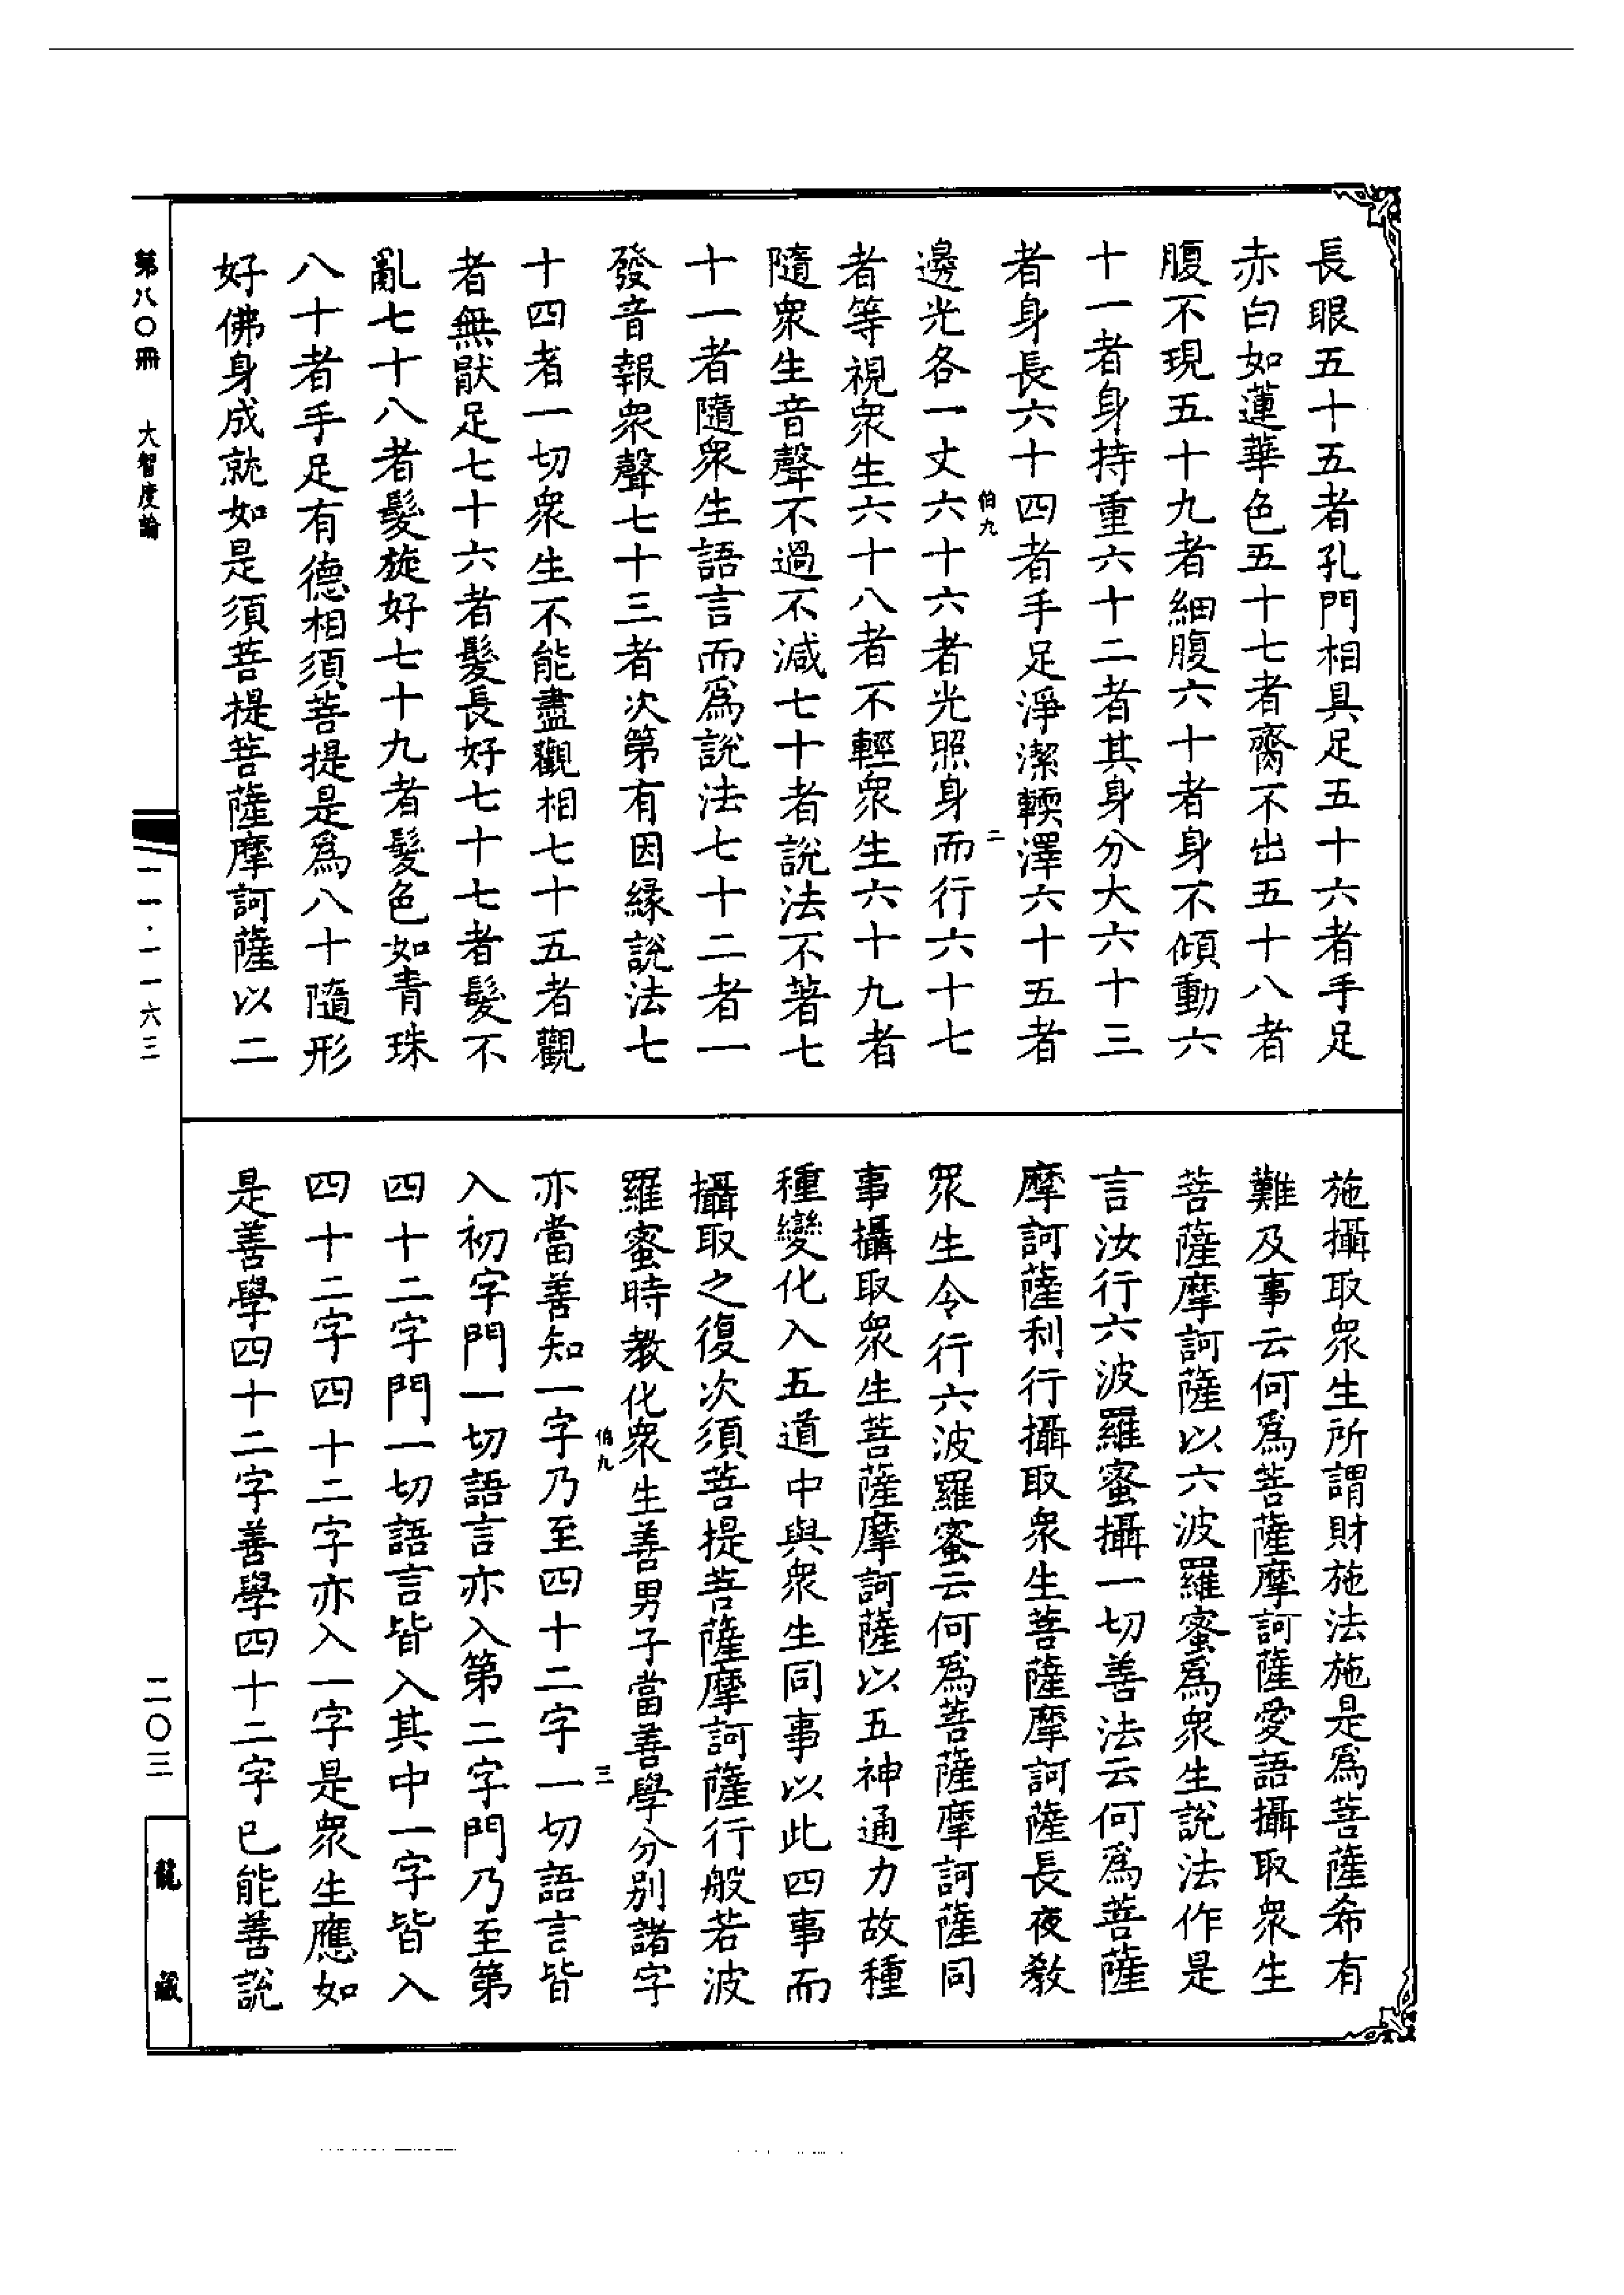 長眼五十五者孔門相具足五十六者手足
赤白如蓮華色五十七者齎不出五十八者
腹不現五十九者細腹六十者身不傾動六
十一者身持重六十二者其身分大六十三
者身長六十四者手足淨潔輭澤六十五者
伯九 二
邊光各一丈六十六者光照身而行六十七
者等視衆生六十八者不輕衆生六十九者
隨衆生音聲不過不減七十者說法不著七
十一者隨衆生語言而爲說法七十二者一
發音報衆聲七十三者次第有因緣說法七
十四者一切衆生不能盡觀相七十五者觀
者無猒足七十六者髮長好七十七者髮不
亂七十八者髮旋好七十九者髮色如青珠
八十者手足有德相須菩提是爲八十隨形
好佛身成就如是須菩提菩薩摩訶薩以二
施攝取衆生所謂財施法施是爲菩薩希有
難及事云何爲菩薩摩訶薩愛語攝取衆生
菩薩摩訶薩以六波羅蜜爲衆生說法作是
言汝行六波羅蜜攝一切善法云何爲菩薩
摩訶薩利行攝取衆生菩薩摩訶薩長夜教
衆生令行六波羅蜜云何爲菩薩摩訶薩同
事攝取衆生菩薩摩訶薩以五神通力故種
種變化入五道中與衆生同事以此四事而
攝取之復次須菩提菩薩摩訶薩行般若波
羅蜜時教化衆生善男子當善學分別諸字
伯九 三
亦當善知一字乃至四十二字一切語言皆
入初字門一切語言亦入第二字門乃至第
四十二字門一切語言皆入其中一字皆入
四十二字四十二字亦入一字是衆生應如
是善學四十二字善學四十二字已能善說
第八〇冊 大智度論
二一·一一六三
二〇三
龍藏